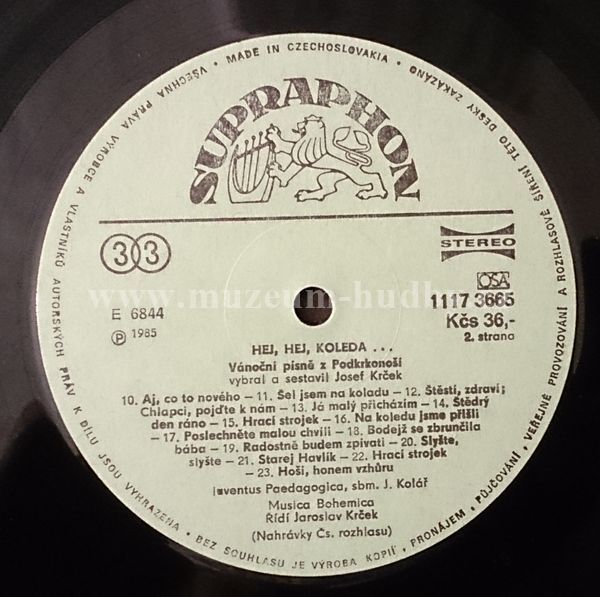 VŠECHNA PRÁVA VÝROBCE A VLASTNÍKŮ AUTORSKÝCH PRÁV K DÍLU JSOU VYHRAZENA • BEZ SOUHLASU JE VÝROBA KOPIÍ, PRONÁJEM, PŮJČOVÁNÍ, VEŘEJNÉ PROVOZOVÁNÍ A ROZHLASOVÉ ŠÍŘENÍ TÉTO DESKY ZAKÁZÁNO • MADE IN CZECHOSLOVAKIA •
SUPRAPHON
33
STEREO
www.muzeum-hudby
OSA
E 6844
1117 3665
Ⓟ 1985
Kčs 36,-
2. strana
HEJ, HEJ, KOLEDA ...
Vánoční písně z Podkrkonoší
vybral a sestavil Josef Krček
10. Aj, co to nového – 11. Šel jsem na koladu – 12. Štěstí, zdraví;
Chlapci, pojďte k nám – 13. Já malý přicházím – 14. Štědrý
den ráno – 15. Hrací strojek – 16. Na koledu jsme přišli
– 17. Poslechněte malou chvíli – 18. Bodejž se zbrunčila
bába – 19. Radostně budem zpívati – 20. Slyšte,
slyšte – 21. Starej Havlík – 22. Hrací strojek
– 23. Hoši, honem vzhůru
Iuventus Paedagogica, sbm. J. Kolář
Musica Bohemica
Řídí Jaroslav Krček
(Nahrávky Čs. rozhlasu)